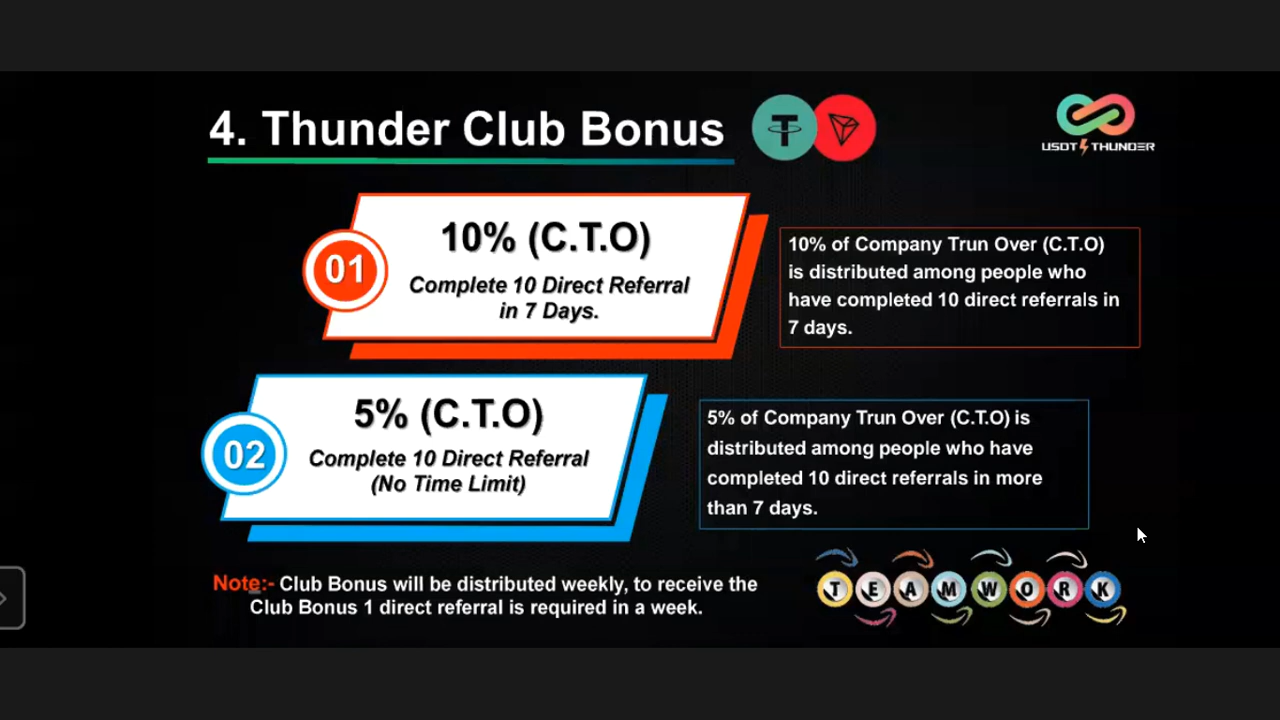 4. Thunder Club Bonus
USDT THUNDER
01
10% (C.T.O)
Complete 10 Direct Referral
in 7 Days.
10% of Company Trun Over (C.T.O)
is distributed among people who
have completed 10 direct referrals in
7 days.
02
5% (C.T.O)
Complete 10 Direct Referral
(No Time Limit)
5% of Company Trun Over (C.T.O) is
distributed among people who have
completed 10 direct referrals in more
than 7 days.
Note:- Club Bonus will be distributed weekly, to receive the
Club Bonus 1 direct referral is required in a week.
TEAMWORK